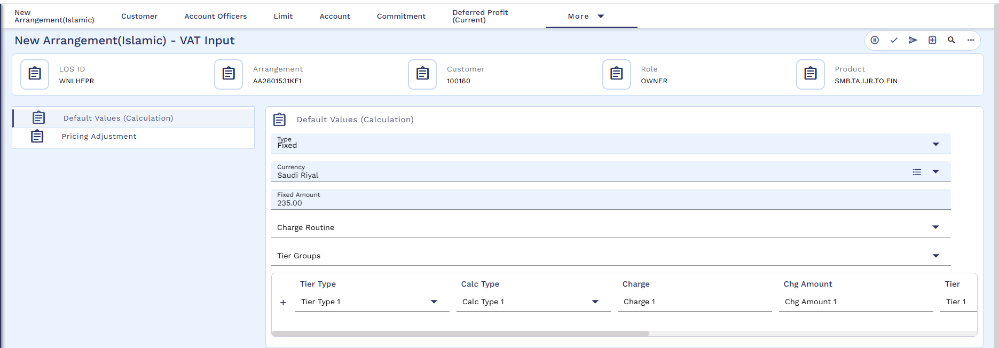 New
Arrangement(Islamic)
Customer
Account Officers
Limit
Account
Commitment
Deferred Profit
(Current)
More
New Arrangement(Islamic) - VAT Input
LOS ID
WNLHFPR
Arrangement
AA2601531KF1
Customer
100160
Role
OWNER
Product
SMB.TA.IJR.TO.FIN
Default Values (Calculation)
Pricing Adjustment
Default Values (Calculation)
Type
Fixed
Currency
Saudi Riyal
Fixed Amount
235.00
Charge Routine
Tier Groups
Tier Type
Calc Type
Charge
Chg Amount
Tier
+
Tier Type 1
Calc Type 1
Charge 1
Chg Amount 1
Tier 1